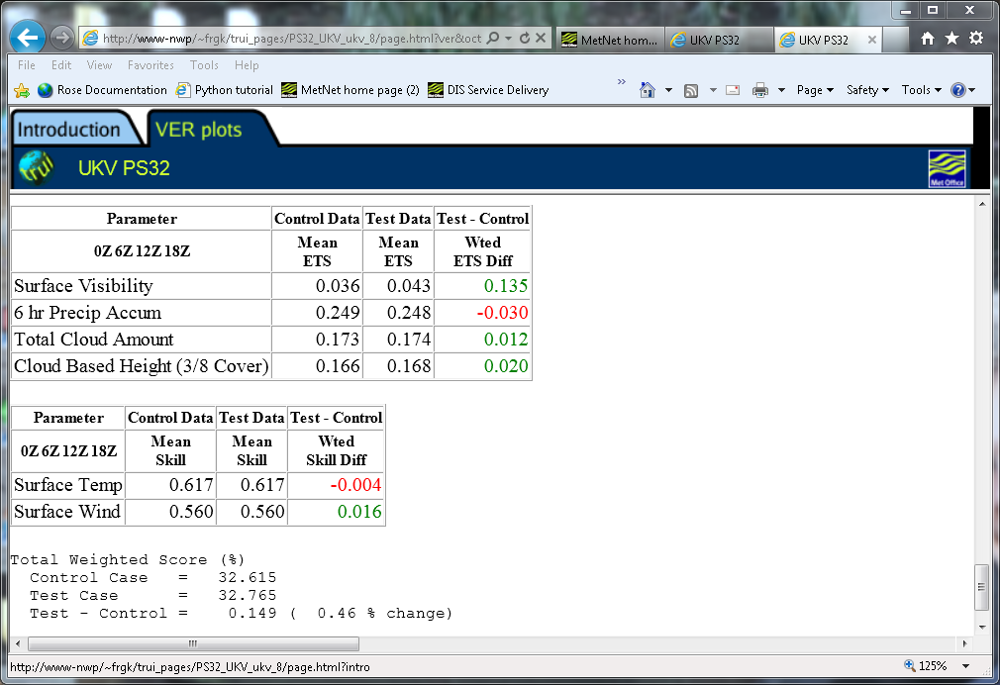 http://www-nwp/~frgk/trui_pages/PS32_UKV_ukv_8/page.html?ver&oct
MetNet hom...
UKV PS32
UKV PS32
File Edit View Favorites Tools Help
Rose Documentation Python tutorial MetNet home page (2) DIS Service Delivery » Page Safety Tools
Introduction VER plots
trui UKV PS32 Met Office
Parameter Control Data Test Data Test - Control
0Z 6Z 12Z 18Z Mean Mean Wted
ETS ETS ETS Diff
Surface Visibility 0.036 0.043 0.135
6 hr Precip Accum 0.249 0.248 -0.030
Total Cloud Amount 0.173 0.174 0.012
Cloud Based Height (3/8 Cover) 0.166 0.168 0.020
Parameter Control Data Test Data Test - Control
0Z 6Z 12Z 18Z Mean Mean Wted
Skill Skill Skill Diff
Surface Temp 0.617 0.617 -0.004
Surface Wind 0.560 0.560 0.016
Total Weighted Score (%)
Control Case = 32.615
Test Case = 32.765
Test - Control = 0.149 ( 0.46 % change)
http://www-nwp/~frgk/trui_pages/PS32_UKV_ukv_8/page.html?intro 125%